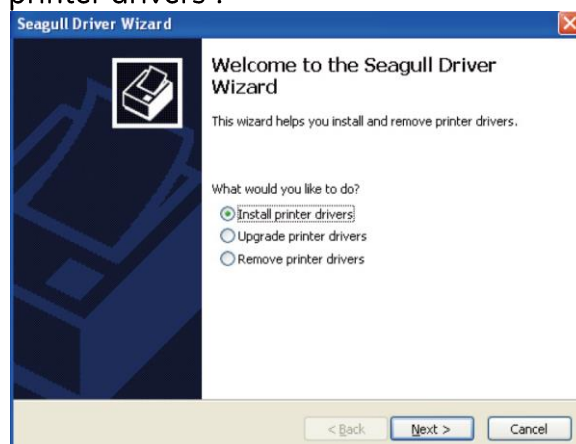 printer drivers".
Seagull Driver Wizard
Welcome to the Seagull Driver
Wizard
This wizard helps you install and remove printer drivers.
What would you like to do?
Install printer drivers
Upgrade printer drivers
Remove printer drivers
< Back
Next >
Cancel